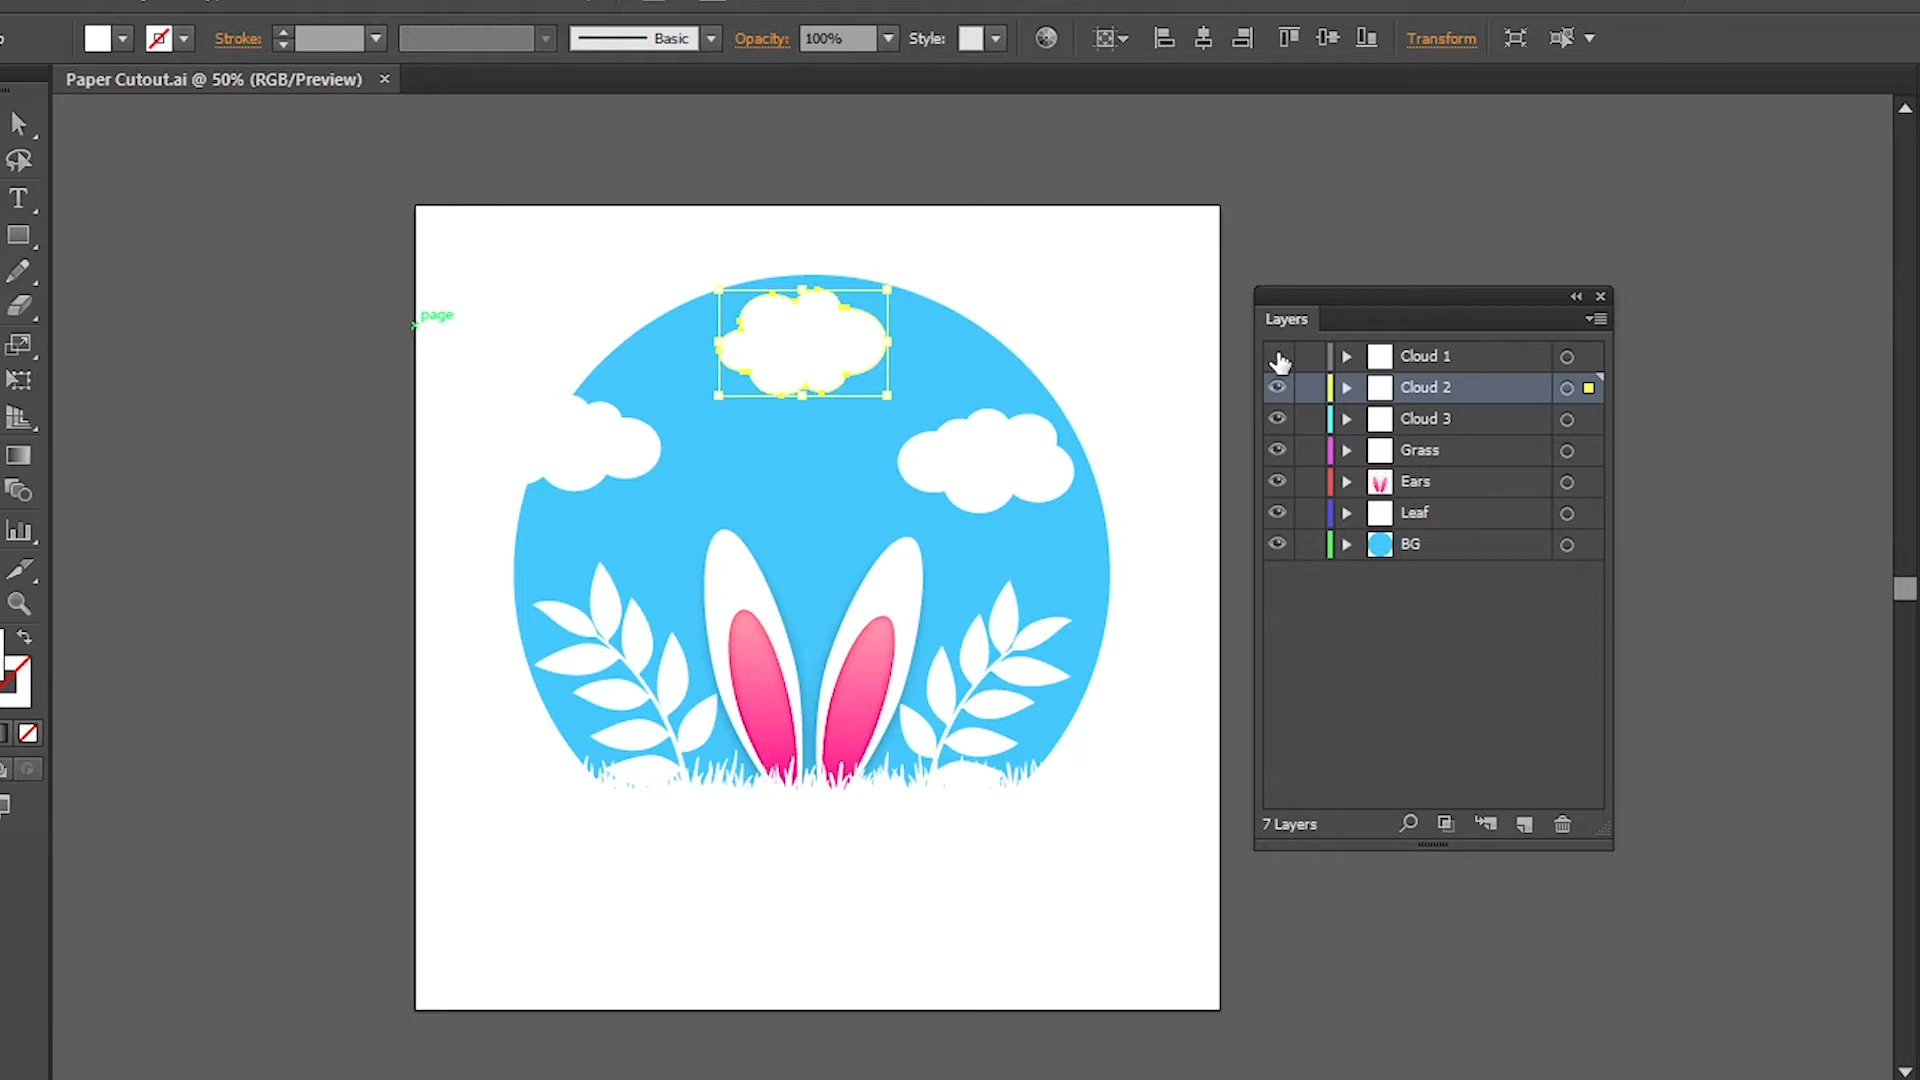 Stroke: Basic Opacity: 100% Style: Transform
Paper Cutout.ai @ 50% (RGB/Preview) ×
T
page
Layers
Cloud 1
Cloud 2
Cloud 3
Grass
Ears
Leaf
BG
7 Layers